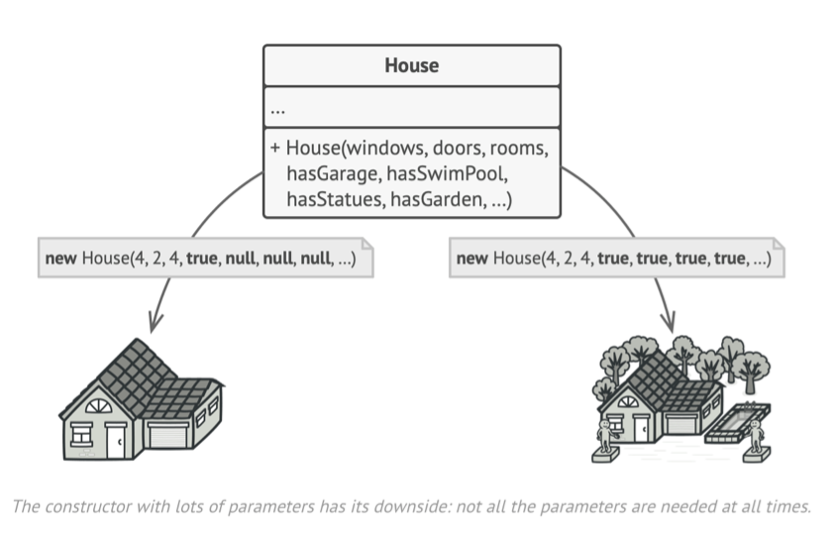 House
...
+ House(windows, doors, rooms,
hasGarage, hasSwimPool,
hasStatues, hasGarden, ...)
new House(4, 2, 4, true, null, null, null, ...)
new House(4, 2, 4, true, true, true, true, ...)
The constructor with lots of parameters has its downside: not all the parameters are needed at all times.